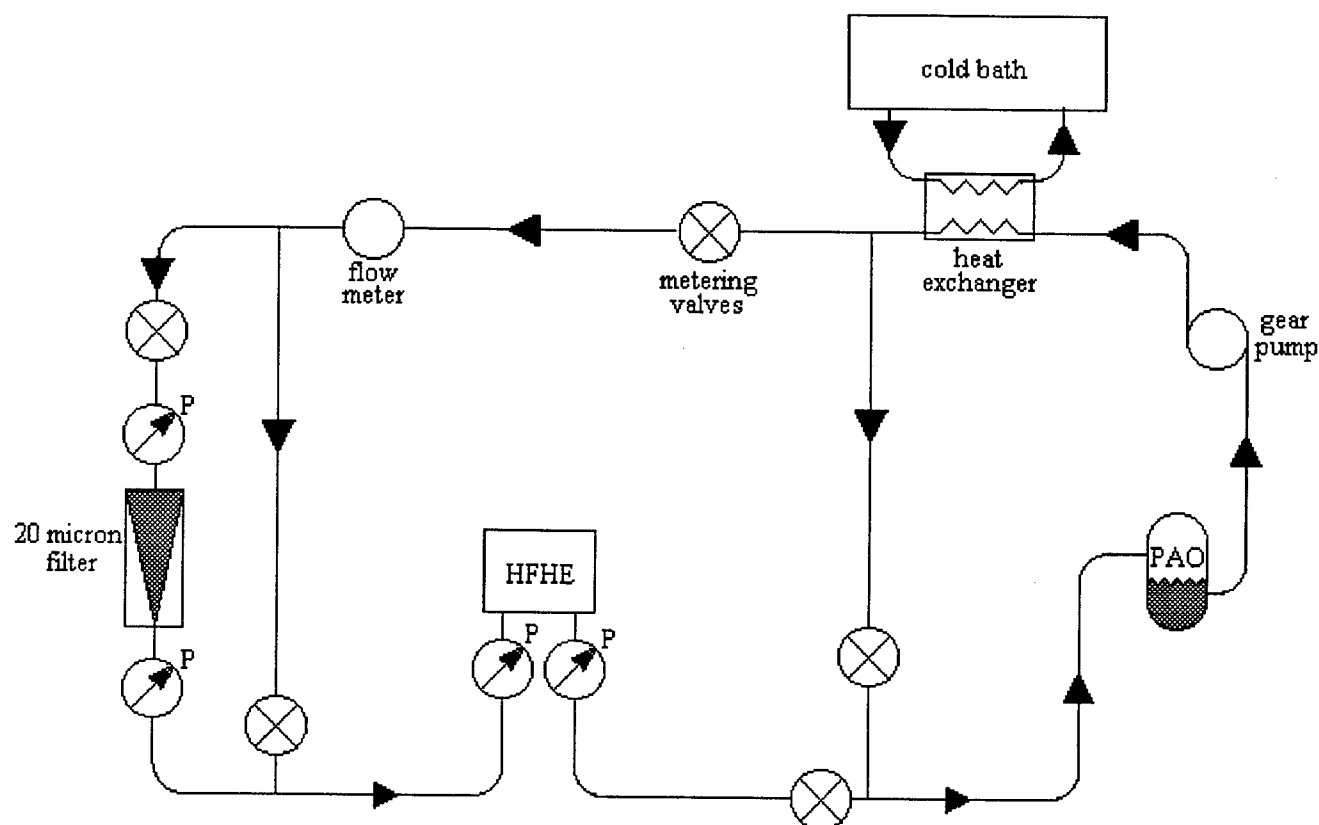 cold bath
flow
meter
metering
valves
heat
exchanger
gear
pump
P
20 micron
filter
HFHE
PAO
P
P
P